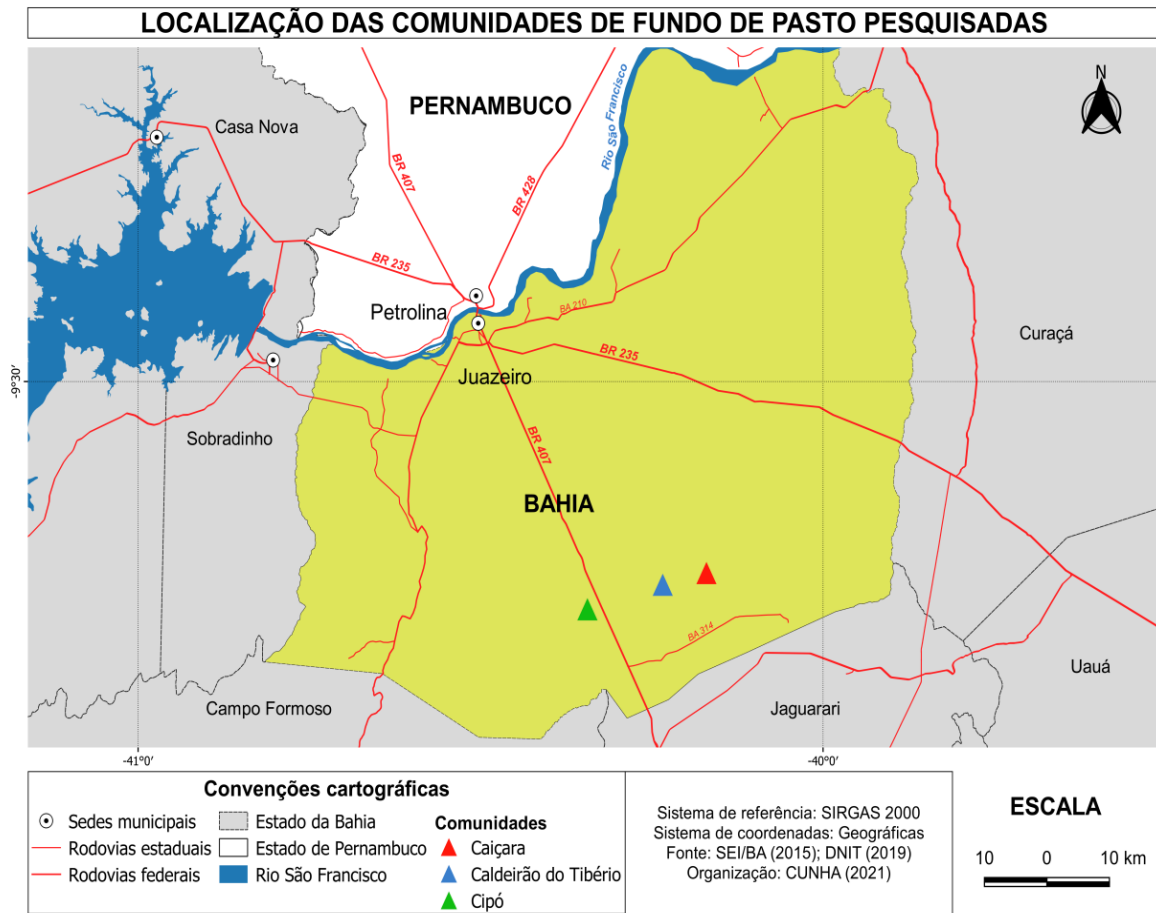 LOCALIZAÇÃO DAS COMUNIDADES DE FUNDO DE PASTO PESQUISADAS
N
PERNAMBUCO
Casa Nova
Rio São Francisco
BR 407
BR 428
BR 235
Petrolina
BA 210
Curaçá
BR 235
Juazeiro
-9°30'
Sobradinho
BR 407
BAHIA
BA 314
Uauá
Campo Formoso
Jaguarari
-41°0'
-40°0'
Convenções cartográficas
Sedes municipais
Rodovias estaduais
Rodovias federais
Estado da Bahia
Estado de Pernambuco
Rio São Francisco
Comunidades
Caiçara
Caldeirão do Tibério
Cipó
Sistema de referência: SIRGAS 2000
Sistema de coordenadas: Geográficas
Fonte: SEI/BA (2015); DNIT (2019)
Organização: CUNHA (2021)
ESCALA
10 0 10 km